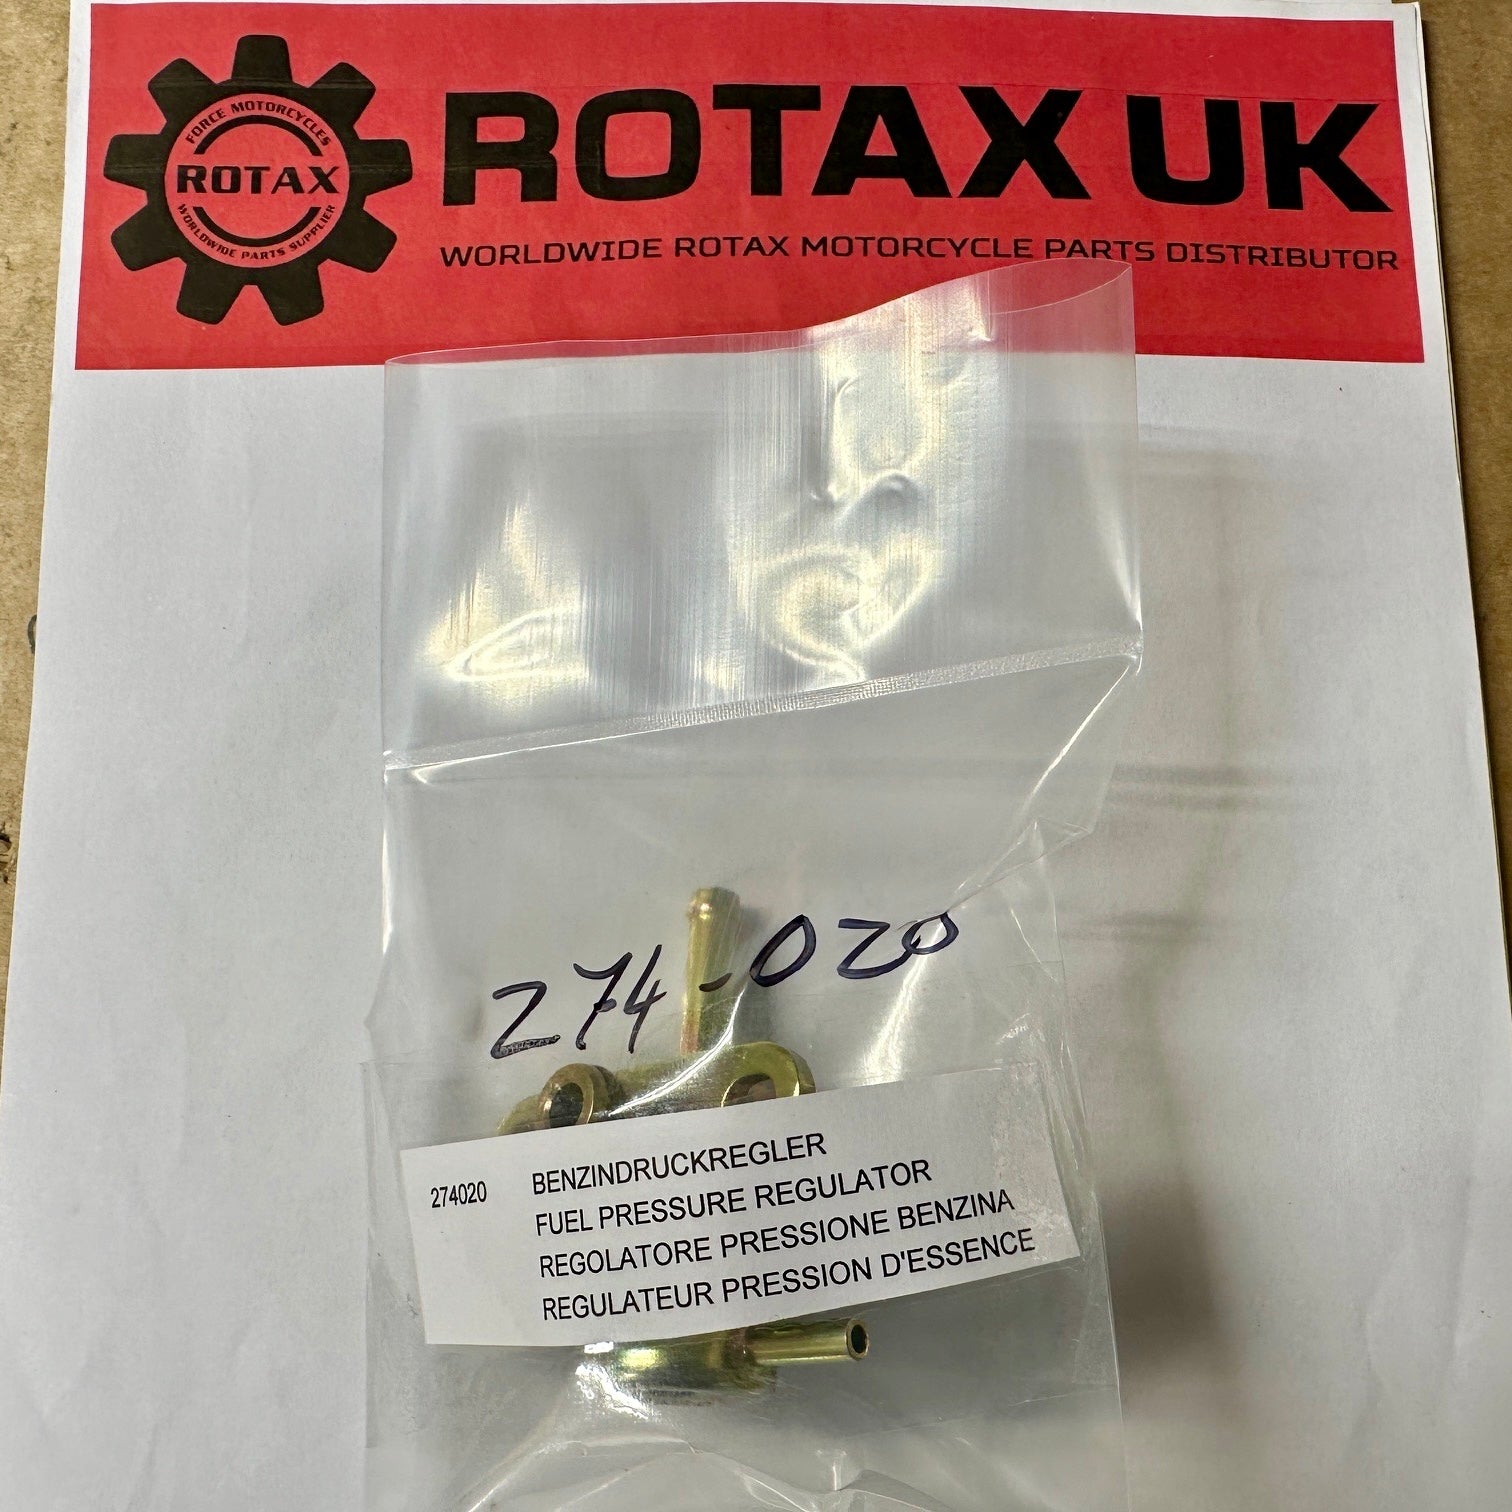 FORCE MOTORCYCLES
ROTAX
WORLDWIDE PARTS SUPPLIER
ROTAX UK
WORLDWIDE ROTAX MOTORCYCLE PARTS DISTRIBUTOR
274-020
274020 BENZINDRUCKREGLER
FUEL PRESSURE REGULATOR
REGOLATORE PRESSIONE BENZINA
REGULATEUR PRESSION D'ESSENCE